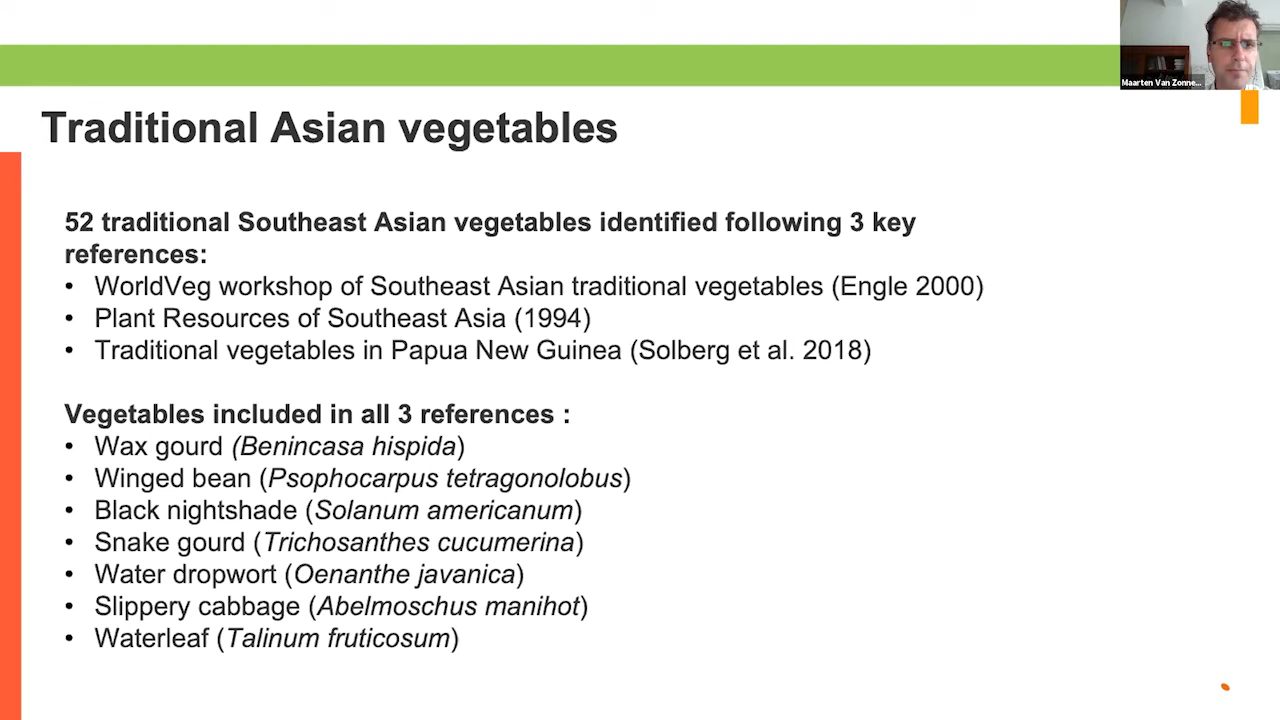 Maarten Van Zonne...
Traditional Asian vegetables
52 traditional Southeast Asian vegetables identified following 3 key
references:
• WorldVeg workshop of Southeast Asian traditional vegetables (Engle 2000)
• Plant Resources of Southeast Asia (1994)
• Traditional vegetables in Papua New Guinea (Solberg et al. 2018)
Vegetables included in all 3 references :
• Wax gourd (Benincasa hispida)
• Winged bean (Psophocarpus tetragonolobus)
• Black nightshade (Solanum americanum)
• Snake gourd (Trichosanthes cucumerina)
• Water dropwort (Oenanthe javanica)
• Slippery cabbage (Abelmoschus manihot)
• Waterleaf (Talinum fruticosum)